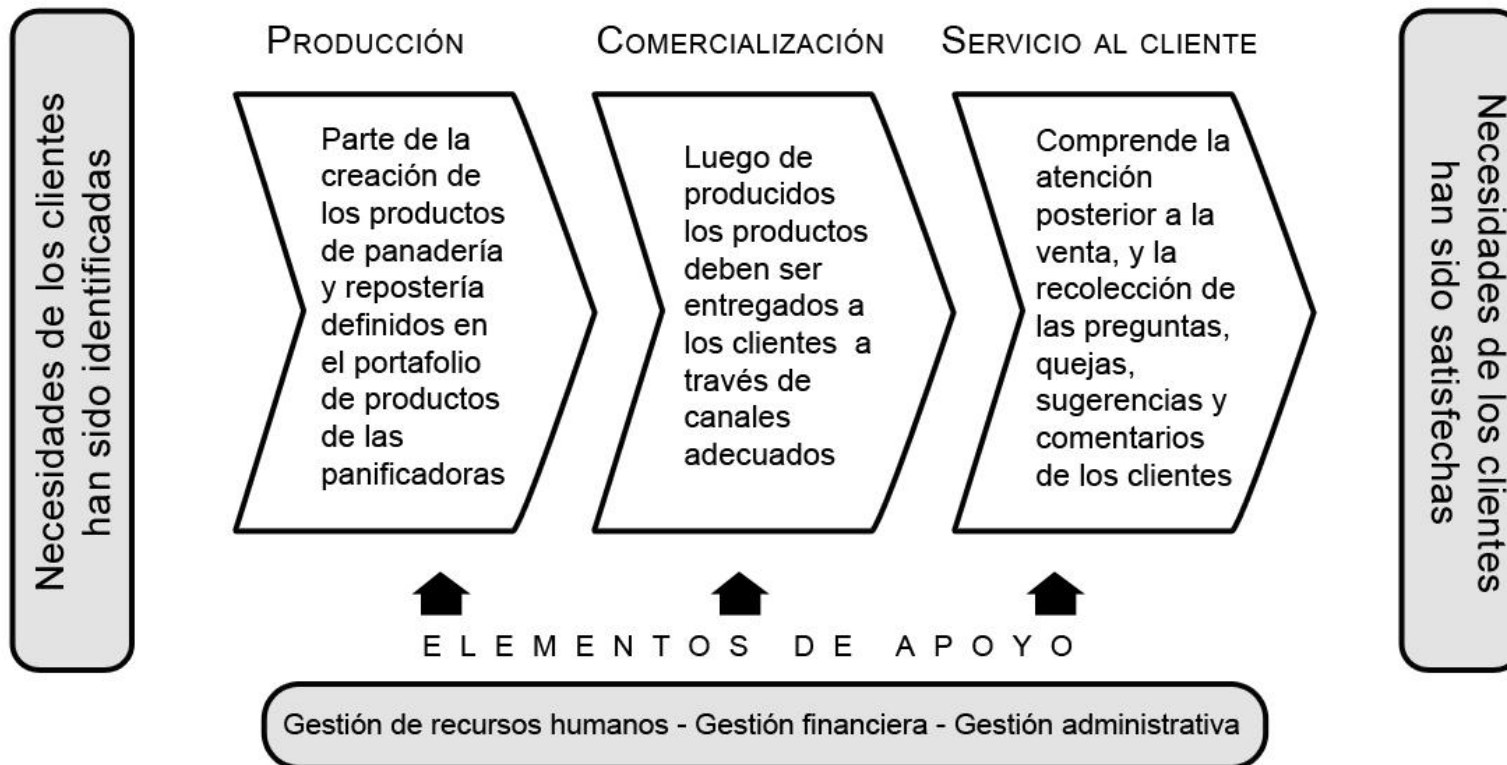 Necesidades de los clientes
han sido identificadas
PRODUCCIÓN
Parte de la
creación de
los productos
de panadería
y repostería
definidos en
el portafolio
de productos
de las
panificadoras
COMERCIALIZACIÓN
Luego de
producidos
los productos
deben ser
entregados a
los clientes a
través de
canales
adecuados
SERVICIO AL CLIENTE
Comprende la
atención
posterior a la
venta, y la
recolección de
las preguntas,
quejas,
sugerencias y
comentarios
de los clientes
Necesidades de los clientes
han sido satisfechas
ELEMENTOS DE APOYO
Gestión de recursos humanos - Gestión financiera - Gestión administrativa